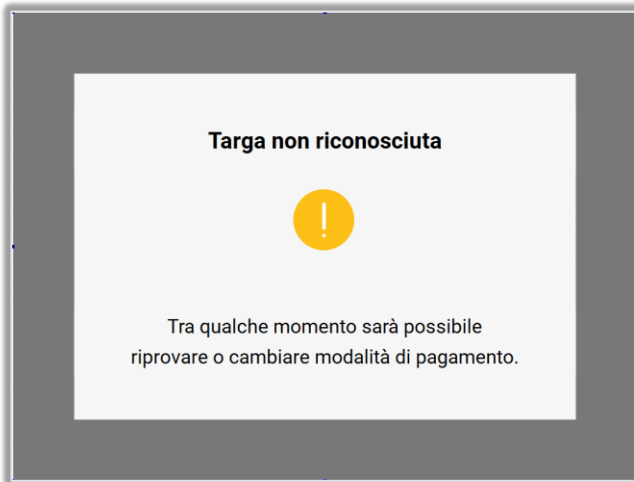 Targa non riconosciuta
Tra qualche momento sarà possibile
riprovare o cambiare modalità di pagamento.